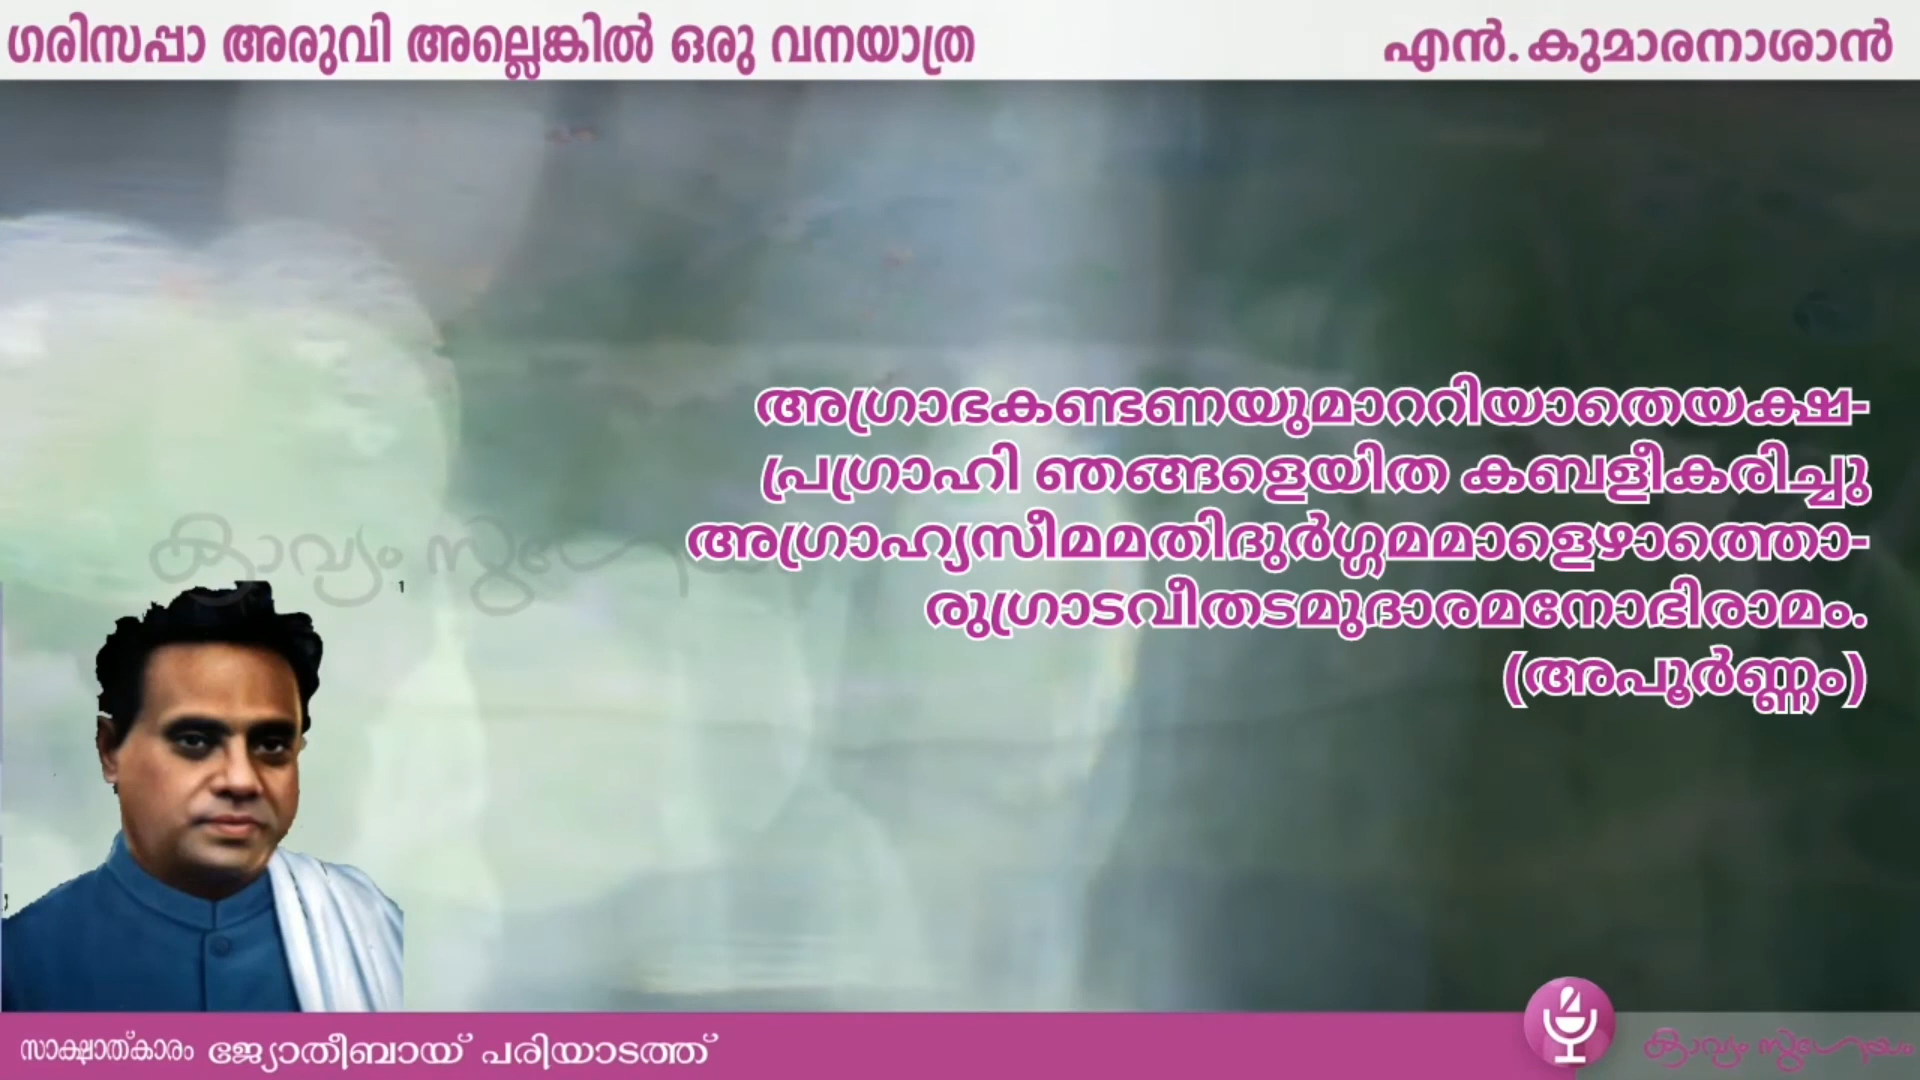 ഗരിസപ്പാ അരുവി അല്ലെങ്കിൽ ഒരു വനയാത്ര
എൻ. കുമാരനാശാൻ
അഗ്രാഭകണ്ടണയുമാററിയാതെയക്ഷ-
പ്രഗ്രാഹി ഞങ്ങളെയിത കബളീകരിച്ചു
അഗ്രാഹ്യസീമമതിദുർഗ്ഗമമാളെഴാത്തൊ-
രുഗ്രാടവീതടമുദാരമനോഭിരാമം.
(അപൂർണ്ണം)
കാവ്യം സുഗേയം
1
സാക്ഷാത്കാരം ജ്യോതീബായ് പരിയാടത്ത്
കാവ്യം സുഗേയം